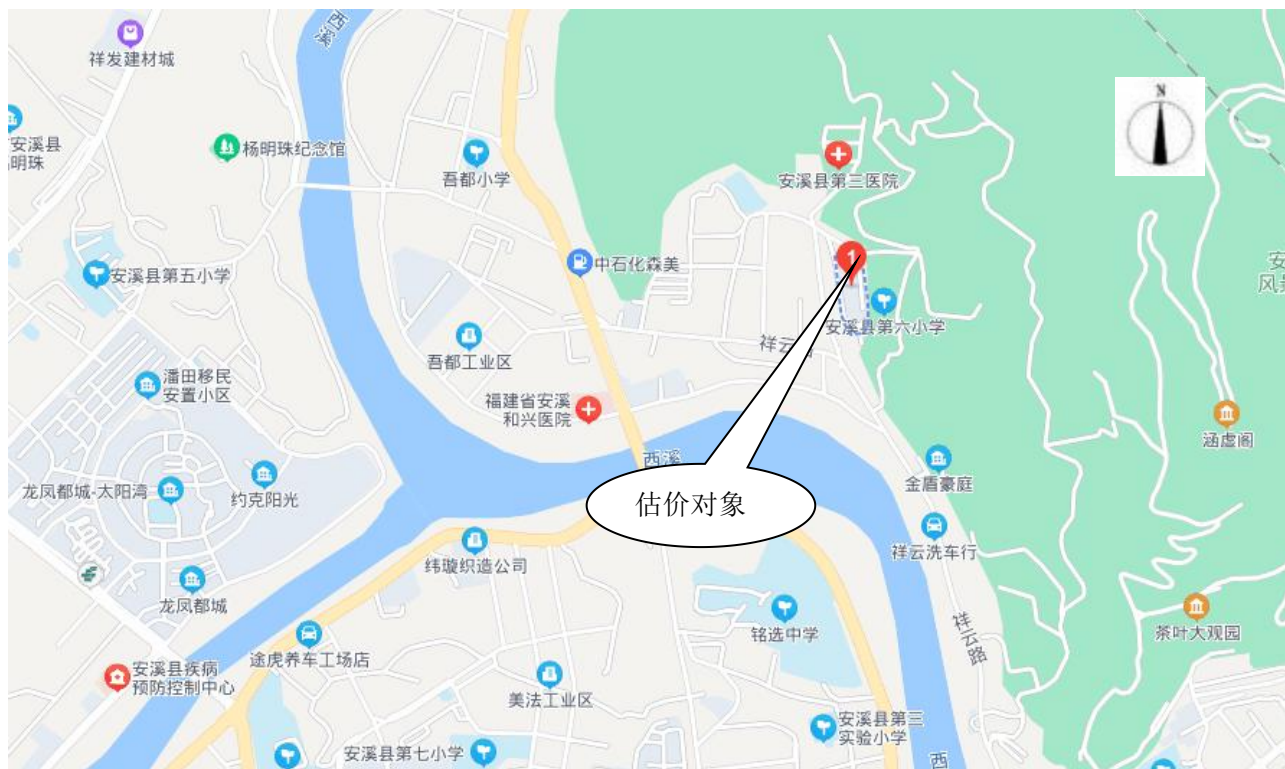 西溪
祥发建材城
N
安溪县
明珠
杨明珠纪念馆
吾都小学
安溪县第三医院
安溪县第五小学
中石化森美
1
安
风景
安溪县第六小学
祥云
吾都工业区
潘田移民
安置小区
福建省安溪
和兴医院
涵虚阁
西溪
龙凤都城-太阳湾
约克阳光
金盾豪庭
估价对象
祥云洗车行
纬璇织造公司
龙凤都城
铭选中学
祥云路
茶叶大观园
途虎养车工场店
安溪县疾病
预防控制中心
美法工业区
安溪县第三
实验小学
安溪县第七小学
西